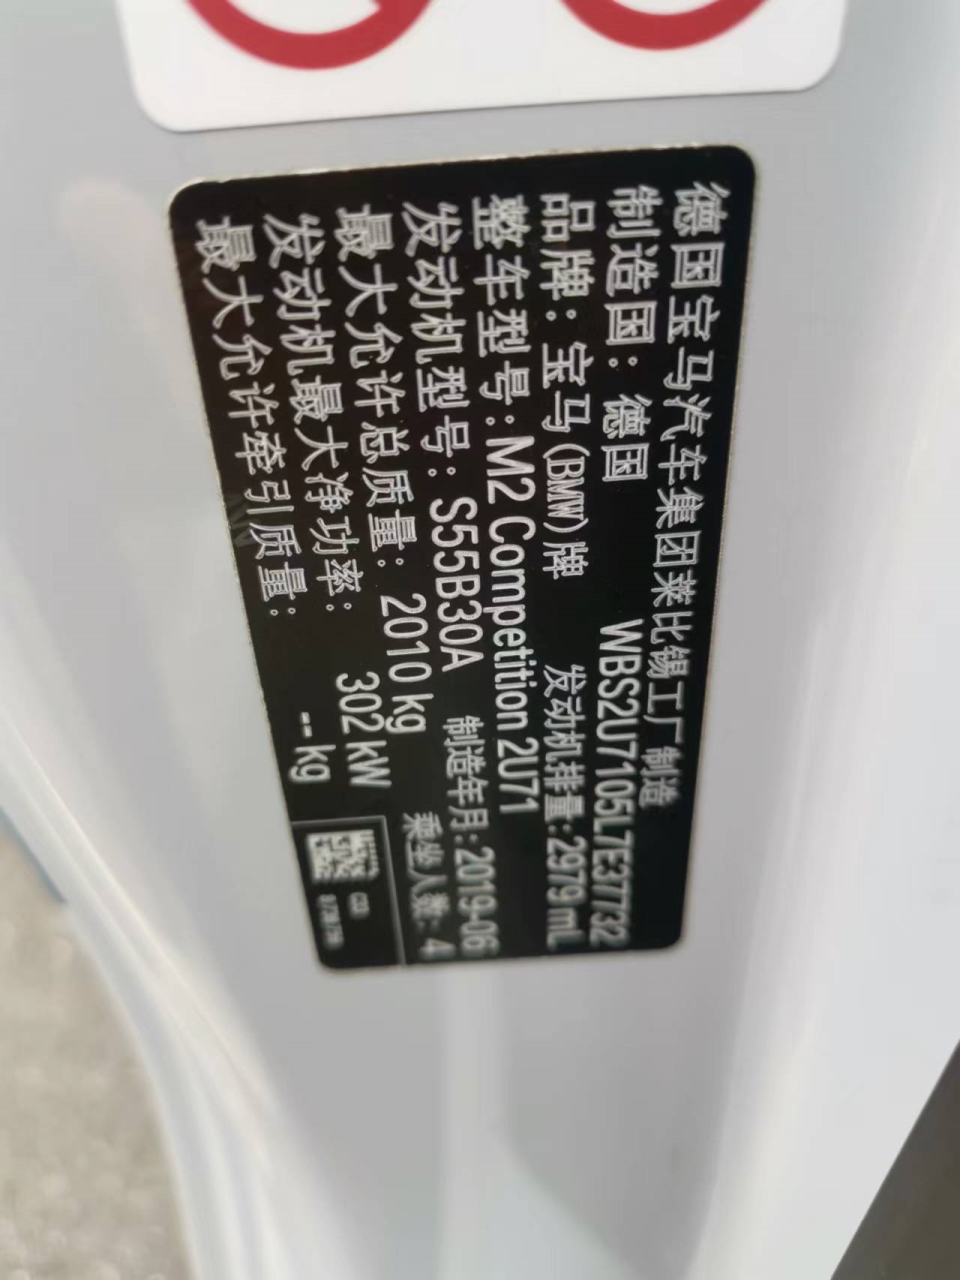 德国宝马汽车集团莱比锡工厂制造
制造国：德国 WBS2U7105L7E37732
品牌：宝马(BMW)牌 发动机排量：2979 mL
整车型号：M2 Competition 2U71
发动机型号：S55B30A 制造年月：2019-06
最大允许总质量：2010 kg 乘坐人数：4
发动机最大净功率：302 kW
最大允许牵引质量：-- kg